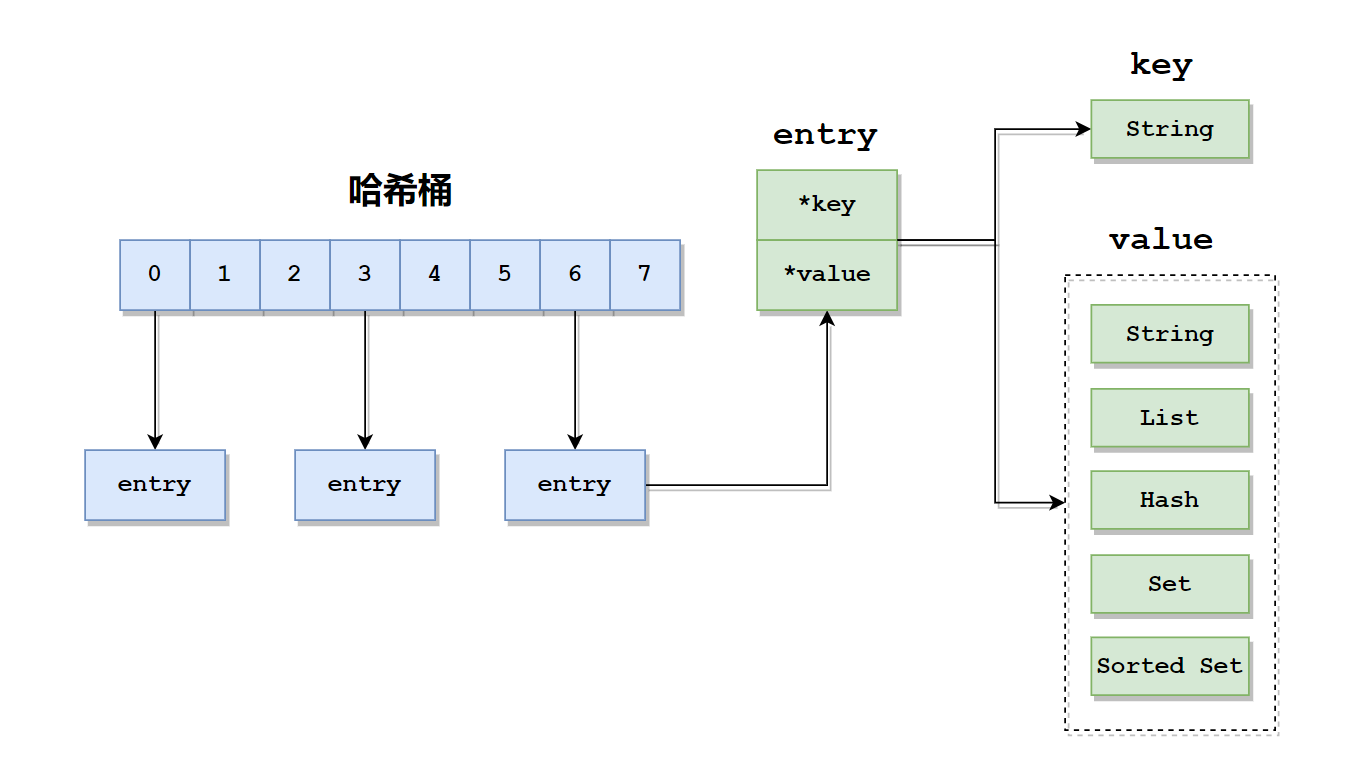 哈希桶
0 1 2 3 4 5 6 7
entry entry entry
entry
*key
*value
key
String
value
String
List
Hash
Set
Sorted Set